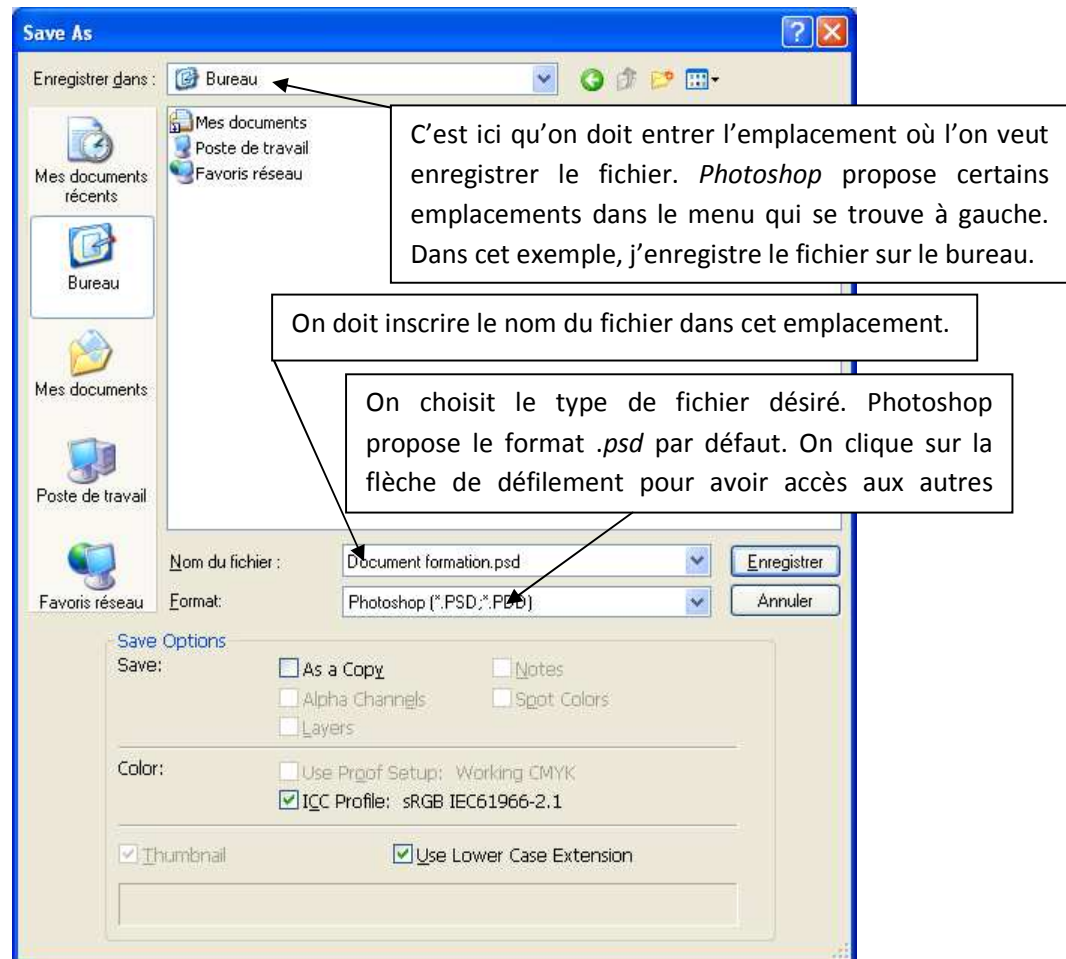 Save As
Enregistrer dans :
Bureau
C’est ici qu’on doit entrer l’emplacement où l’on veut
enregistrer le fichier. Photoshop propose certains
emplacements dans le menu qui se trouve à gauche.
Dans cet exemple, j’enregistre le fichier sur le bureau.
Mes documents
Poste de travail
Favoris réseau
Mes documents
récents
Bureau
Mes documents
Poste de travail
Favoris réseau
On doit inscrire le nom du fichier dans cet emplacement.
On choisit le type de fichier désiré. Photoshop
propose le format .psd par défaut. On clique sur la
flèche de défilement pour avoir accès aux autres
Nom du fichier :
Document formation.psd
Enregistrer
Format:
Photoshop (*.PSD;*.PDD)
Annuler
Save Options
Save:
As a Copy
Notes
Alpha Channels
Spot Colors
Layers
Color:
Use Proof Setup: Working CMYK
ICC Profile: sRGB IEC61966-2.1
Thumbnail
Use Lower Case Extension